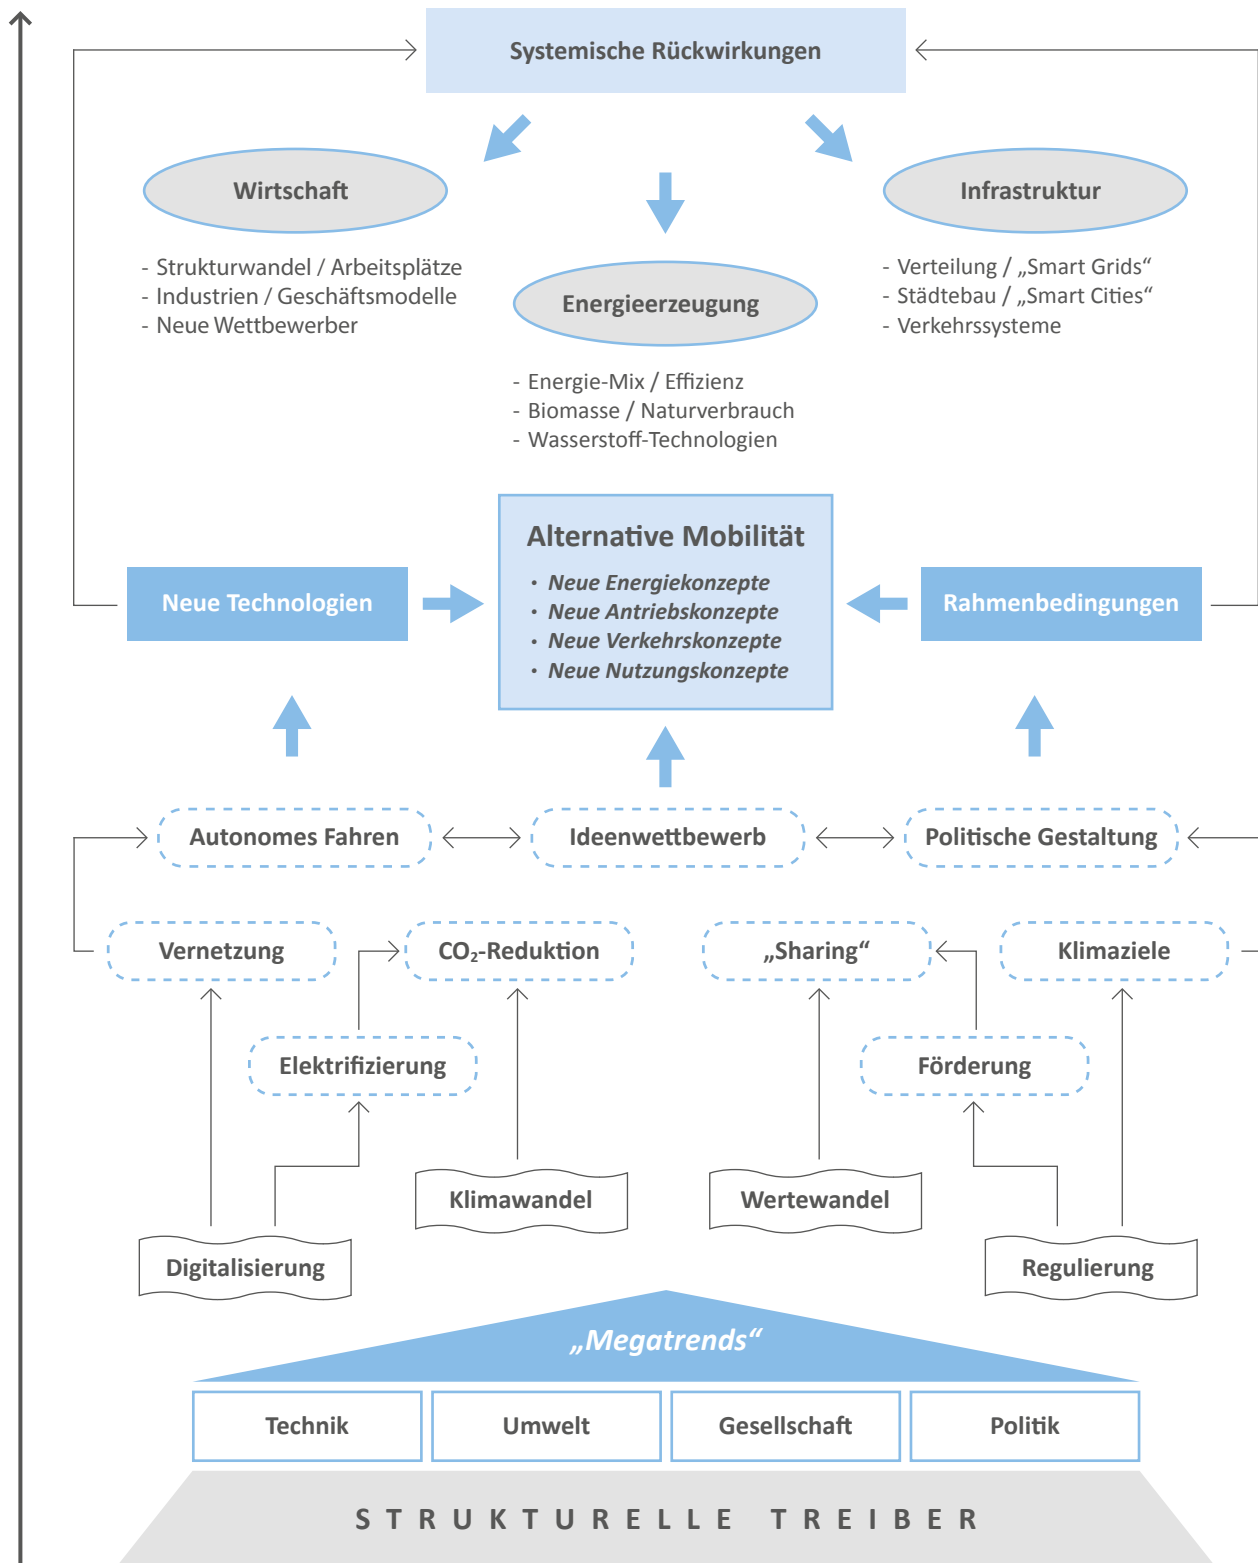 Systemische Rückwirkungen
Wirtschaft
- Strukturwandel / Arbeitsplätze
- Industrien / Geschäftsmodelle
- Neue Wettbewerber
Energieerzeugung
- Energie-Mix / Effizienz
- Biomasse / Naturverbrauch
- Wasserstoff-Technologien
Infrastruktur
- Verteilung / „Smart Grids“
- Städtebau / „Smart Cities“
- Verkehrssysteme
Neue Technologien
Alternative Mobilität
• Neue Energiekonzepte
• Neue Antriebskonzepte
• Neue Verkehrskonzepte
• Neue Nutzungskonzepte
Rahmenbedingungen
Autonomes Fahren
Ideenwettbewerb
Politische Gestaltung
Vernetzung
CO₂-Reduktion
„Sharing“
Klimaziele
Elektrifizierung
Förderung
Klimawandel
Wertewandel
Digitalisierung
Regulierung
„Megatrends“
Technik
Umwelt
Gesellschaft
Politik
STRUKTURELLE TREIBER